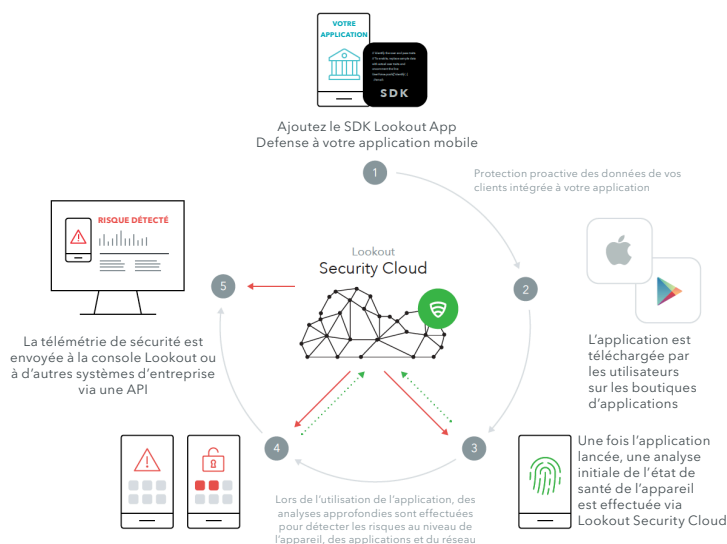 VOTRE
APPLICATION
SDK
Ajoutez le SDK Lookout App
Defense à votre application mobile
1
Protection proactive des données de vos
clients intégrée à votre application
2
L'application est
téléchargée par
les utilisateurs
sur les boutiques
d'applications
3
Une fois l'application
lancée, une analyse
initiale de l'état de
santé de l'appareil
est effectuée via
Lookout Security Cloud
4
Lors de l'utilisation de l'application, des
analyses approfondies sont effectuées
pour détecter les risques au niveau de
l'appareil, des applications et du réseau
5
RISQUE DÉTECTÉ
La télémétrie de sécurité est
envoyée à la console Lookout ou
à d'autres systèmes d'entreprise
via une API
Lookout
Security Cloud